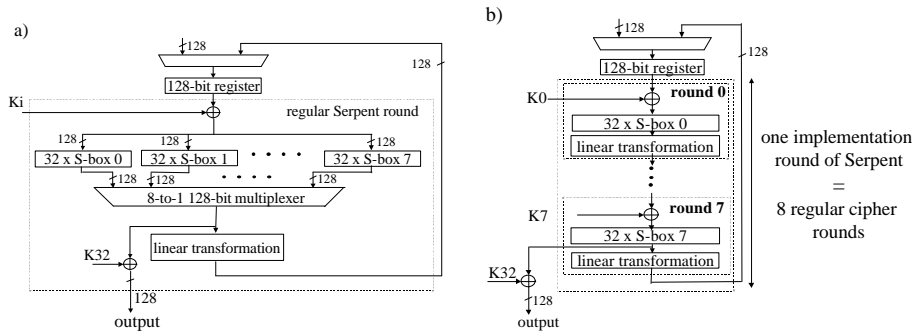 a)
128
128
128-bit register
Ki
regular Serpent round
128
128
128
32 x S-box 0
32 x S-box 1
32 x S-box 7
128
128
128
8-to-1 128-bit multiplexer
linear transformation
K32
128
output
b)
128
128
128-bit register
K0
round 0
32 x S-box 0
linear transformation
one implementation
round of Serpent
=
8 regular cipher
rounds
K7
round 7
32 x S-box 7
linear transformation
K32
128
output